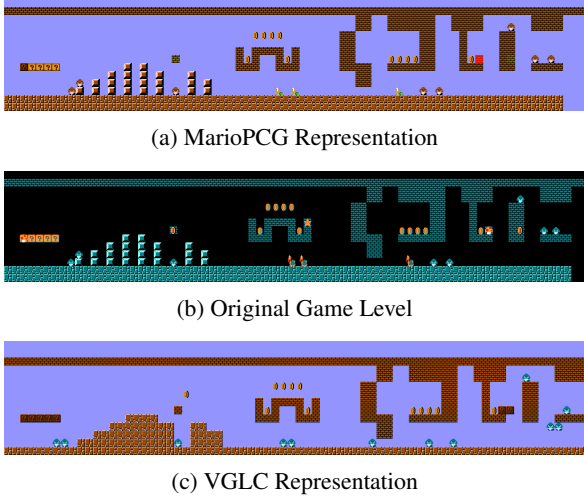 (a) MarioPCG Representation
(b) Original Game Level
(c) VGLC Representation